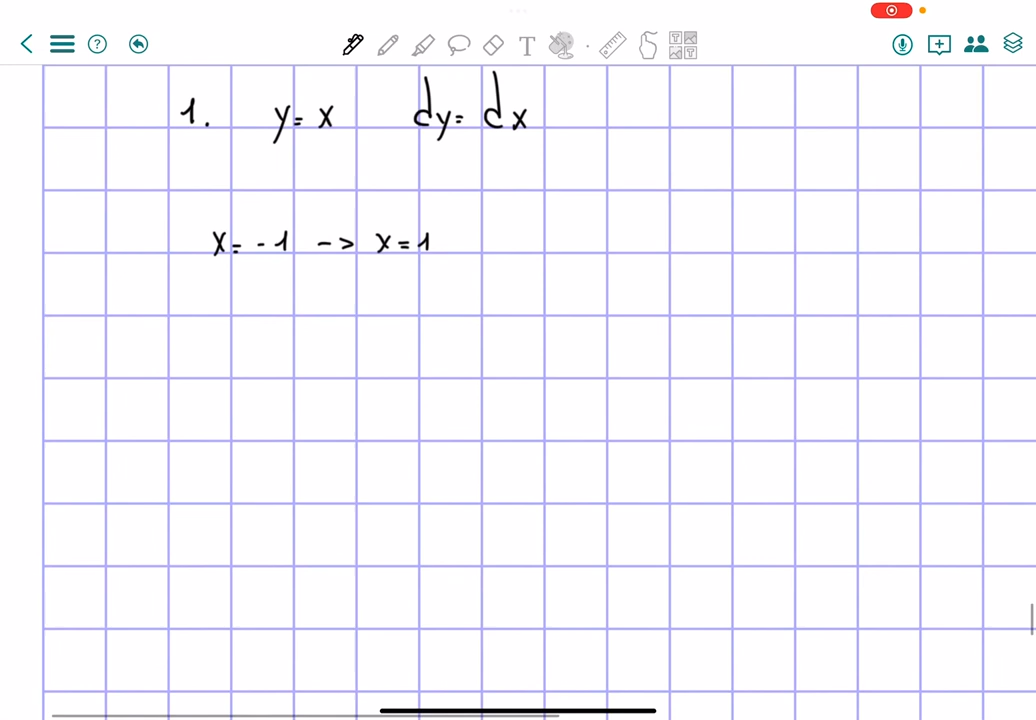 1. y = x dy = dx
x = -1 -> x = 1